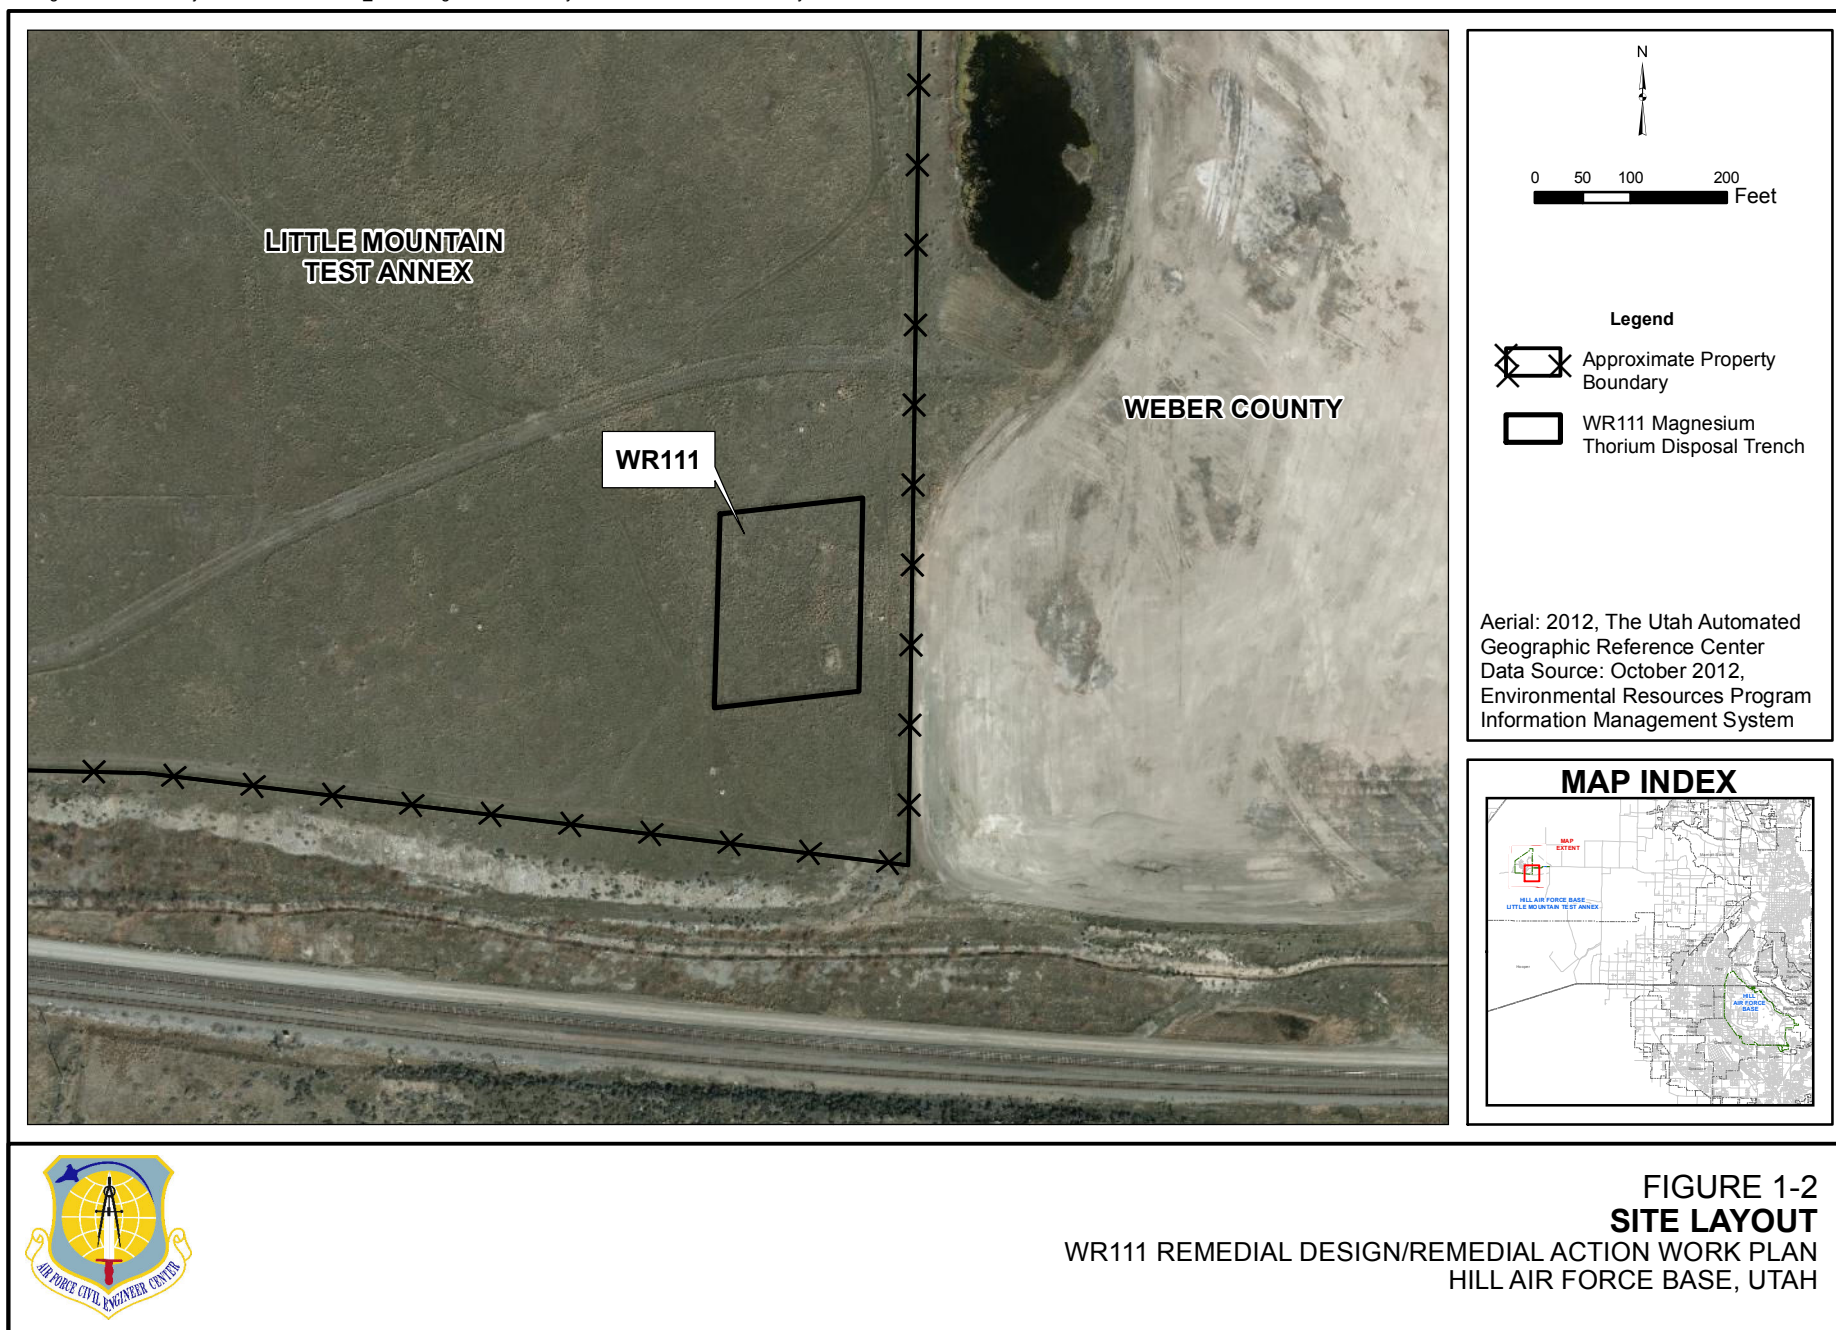 LITTLE MOUNTAIN
TEST ANNEX
WR111
WEBER COUNTY
N
0 50 100 200
Feet
Legend
Approximate Property
Boundary
WR111 Magnesium
Thorium Disposal Trench
Aerial: 2012, The Utah Automated
Geographic Reference Center
Data Source: October 2012,
Environmental Resources Program
Information Management System
MAP INDEX
MAP
EXTENT
HILL AIR FORCE BASE
LITTLE MOUNTAIN TEST ANNEX
HILL
AIR FORCE
BASE
AIR FORCE CIVIL ENGINEER CENTER
FIGURE 1-2
SITE LAYOUT
WR111 REMEDIAL DESIGN/REMEDIAL ACTION WORK PLAN
HILL AIR FORCE BASE, UTAH